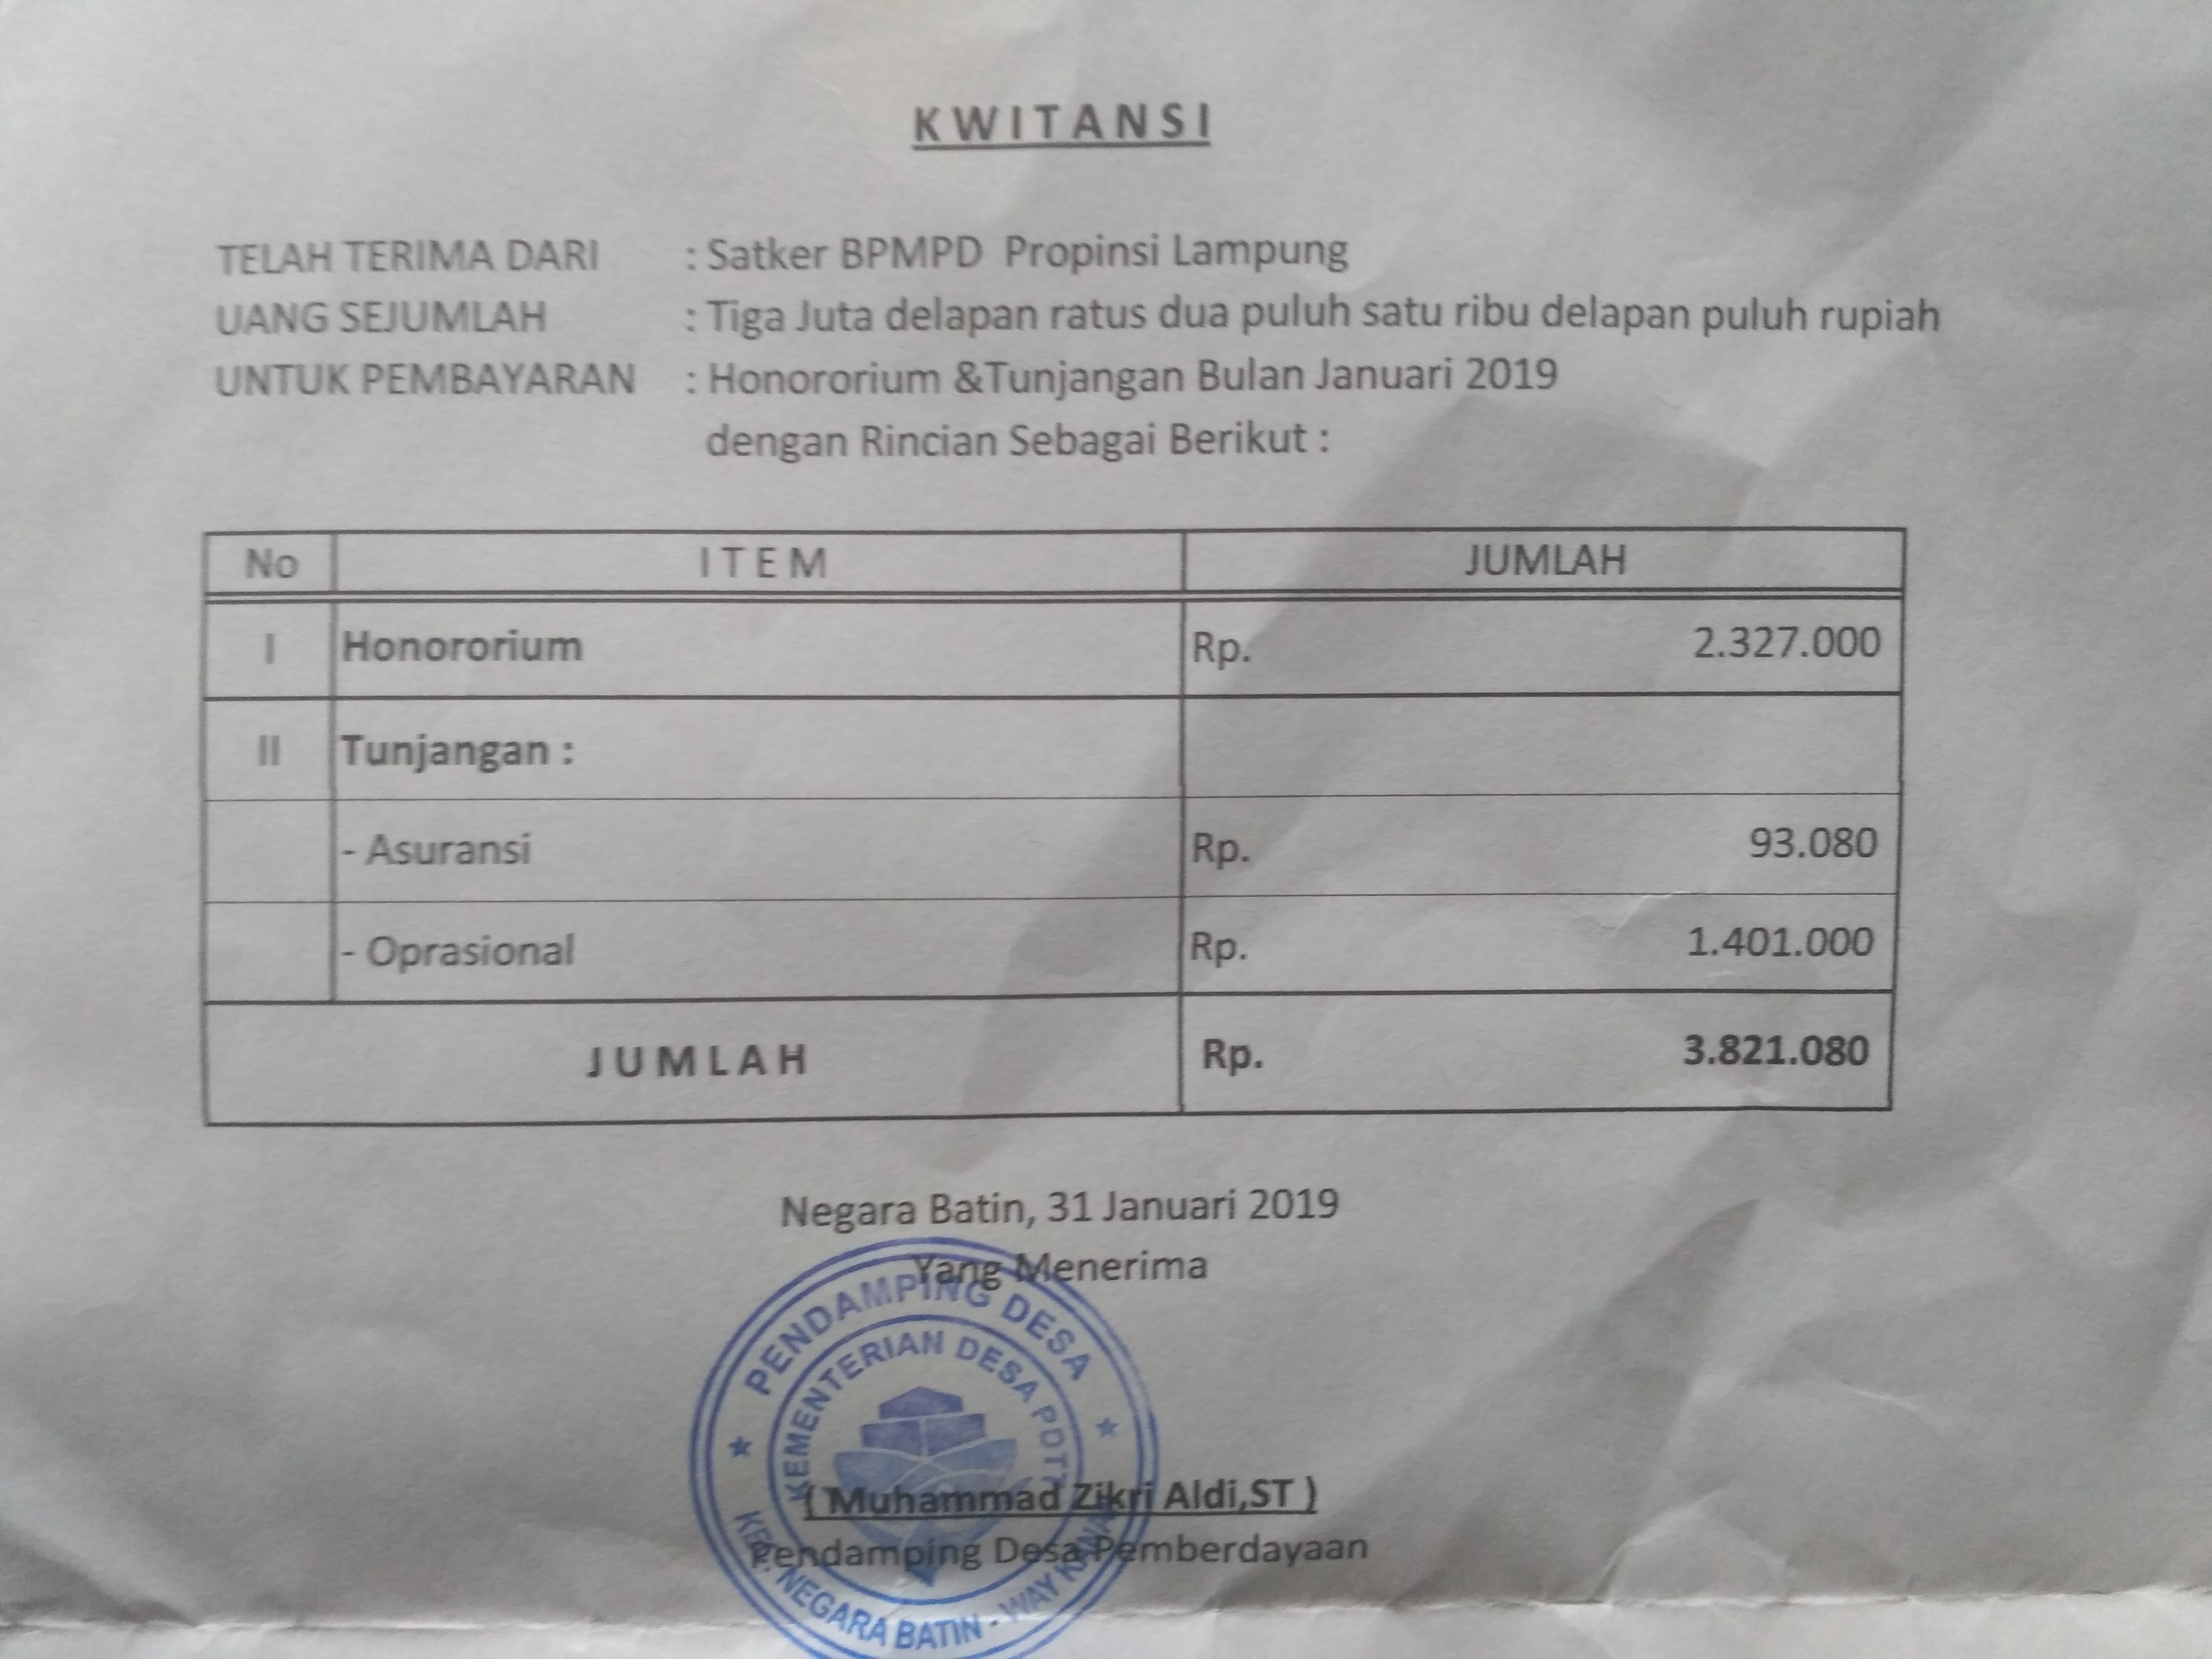 KWITANSI
TELAH TERIMA DARI : Satker BPMPD Propinsi Lampung
UANG SEJUMLAH : Tiga Juta delapan ratus dua puluh satu ribu delapan puluh rupiah
UNTUK PEMBAYARAN : Honororium &Tunjangan Bulan Januari 2019
dengan Rincian Sebagai Berikut :
No ITEM JUMLAH
I Honororium Rp. 2.327.000
II Tunjangan :
- Asuransi Rp. 93.080
- Oprasional Rp. 1.401.000
JUMLAH Rp. 3.821.080
Negara Batin, 31 Januari 2019
Yang Menerima
PENDAMPING DESA
KEMENTERIAN DESA PDTT
( Muhammad Zikri Aldi,ST )
Pendamping Desa Pemberdayaan
KEC. NEGARA BATIN - WAY KANAN